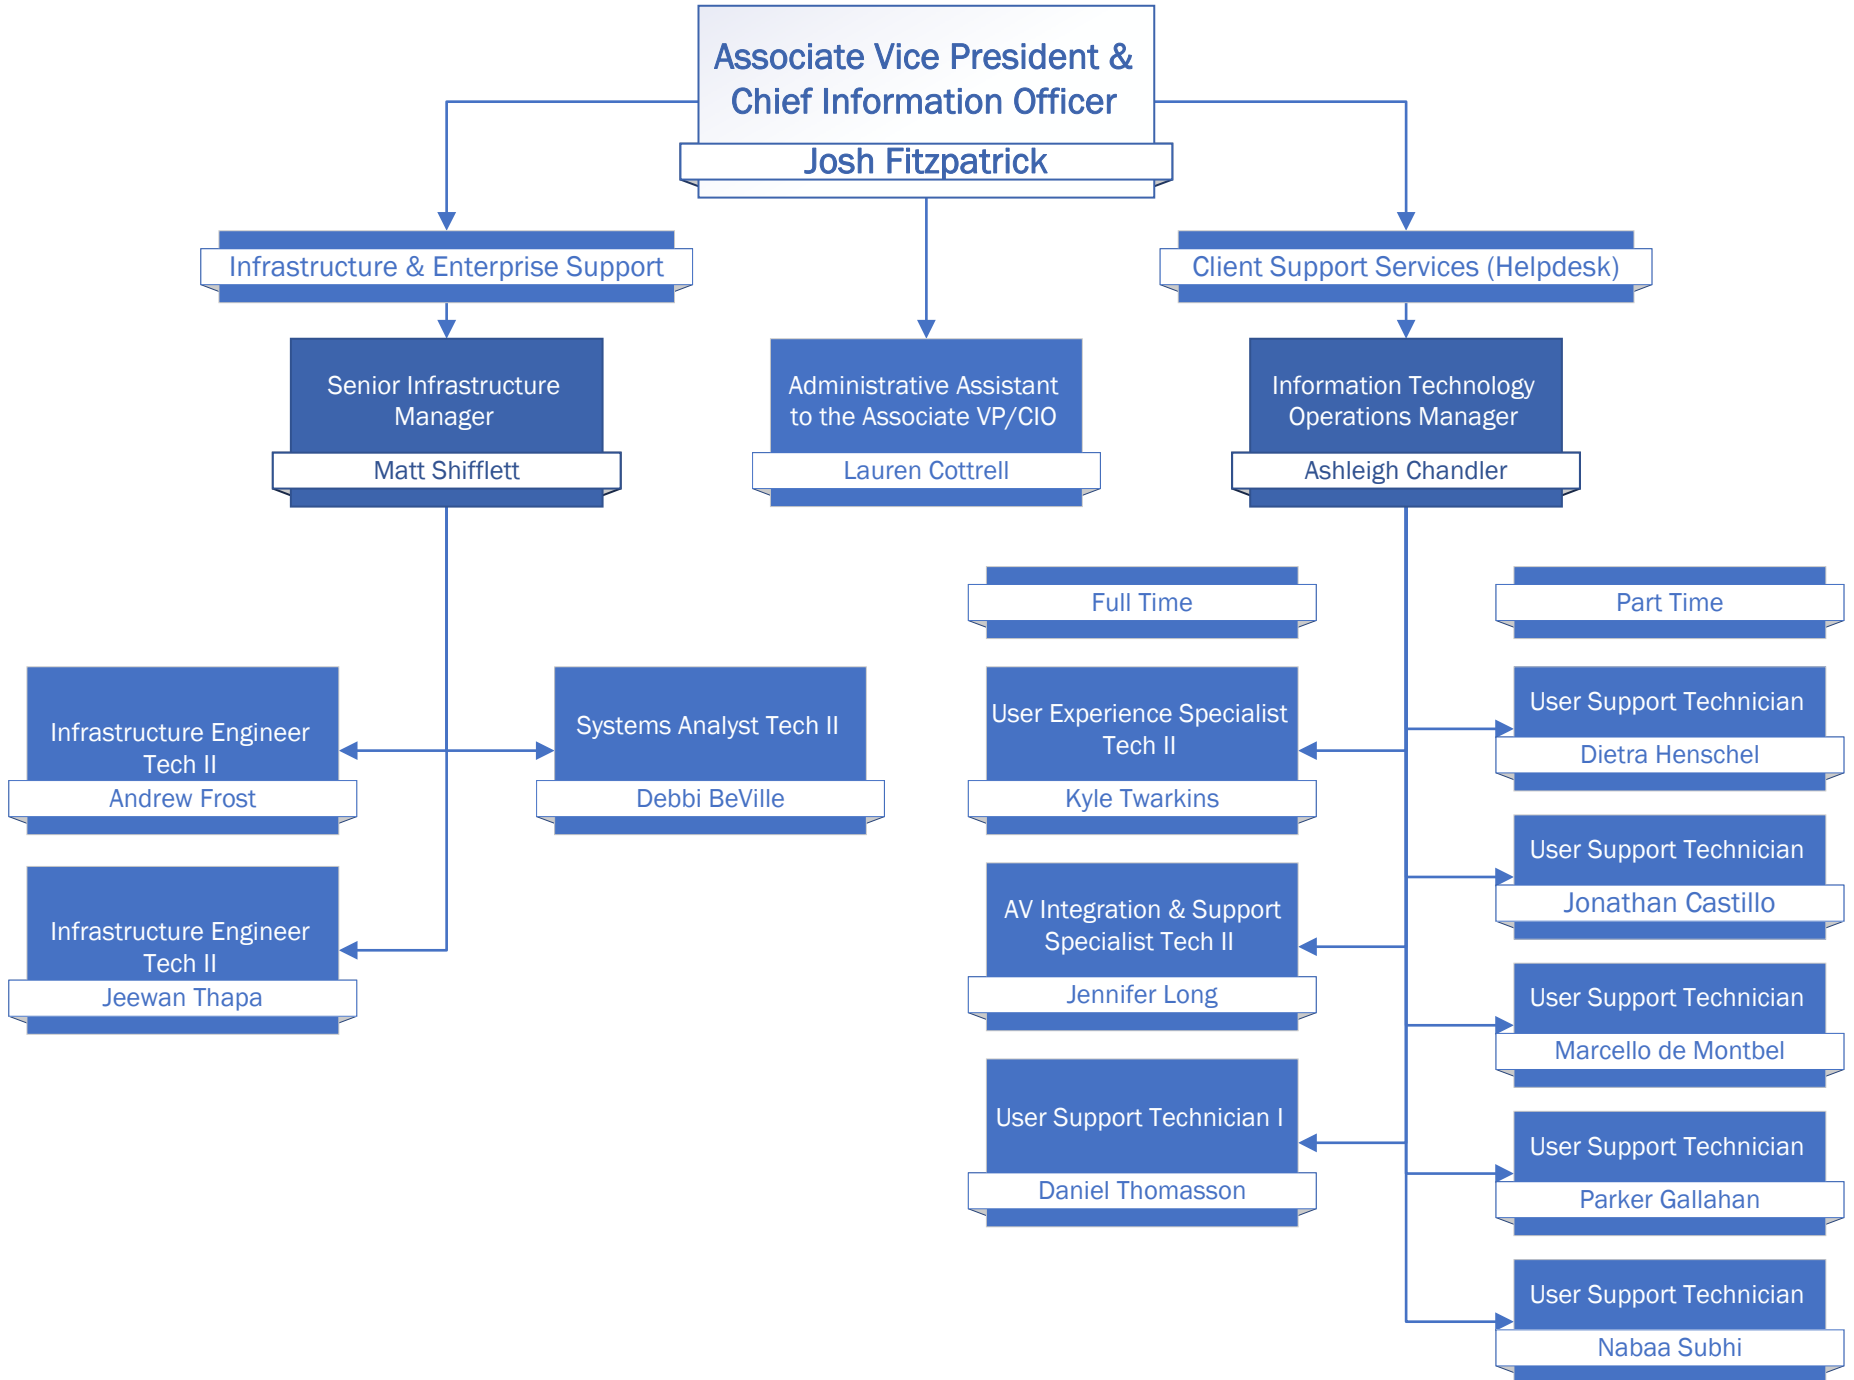 Associate Vice President &
Chief Information Officer
Josh Fitzpatrick
Infrastructure & Enterprise Support
Client Support Services (Helpdesk)
Senior Infrastructure
Manager
Matt Shifflett
Administrative Assistant
to the Associate VP/CIO
Lauren Cottrell
Information Technology
Operations Manager
Ashleigh Chandler
Full Time
Part Time
Infrastructure Engineer
Tech II
Andrew Frost
Systems Analyst Tech II
Debbi BeVille
User Experience Specialist
Tech II
Kyle Twarkins
User Support Technician
Dietra Henschel
Infrastructure Engineer
Tech II
Jeewan Thapa
AV Integration & Support
Specialist Tech II
Jennifer Long
User Support Technician
Jonathan Castillo
User Support Technician
Marcello de Montbel
User Support Technician I
Daniel Thomasson
User Support Technician
Parker Gallahan
User Support Technician
Nabaa Subhi